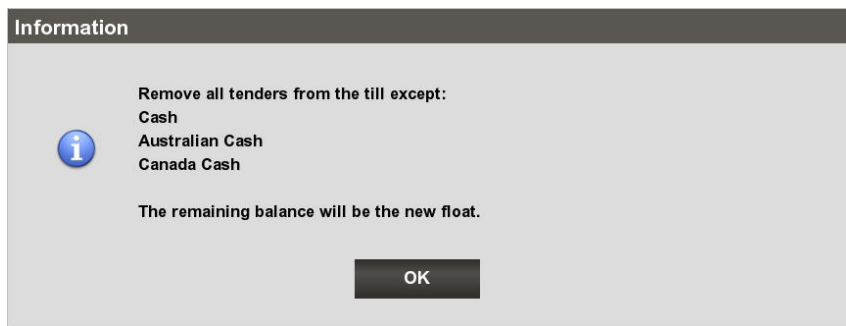 Information
Remove all tenders from the till except:
Cash
Australian Cash
Canada Cash
The remaining balance will be the new float.
OK